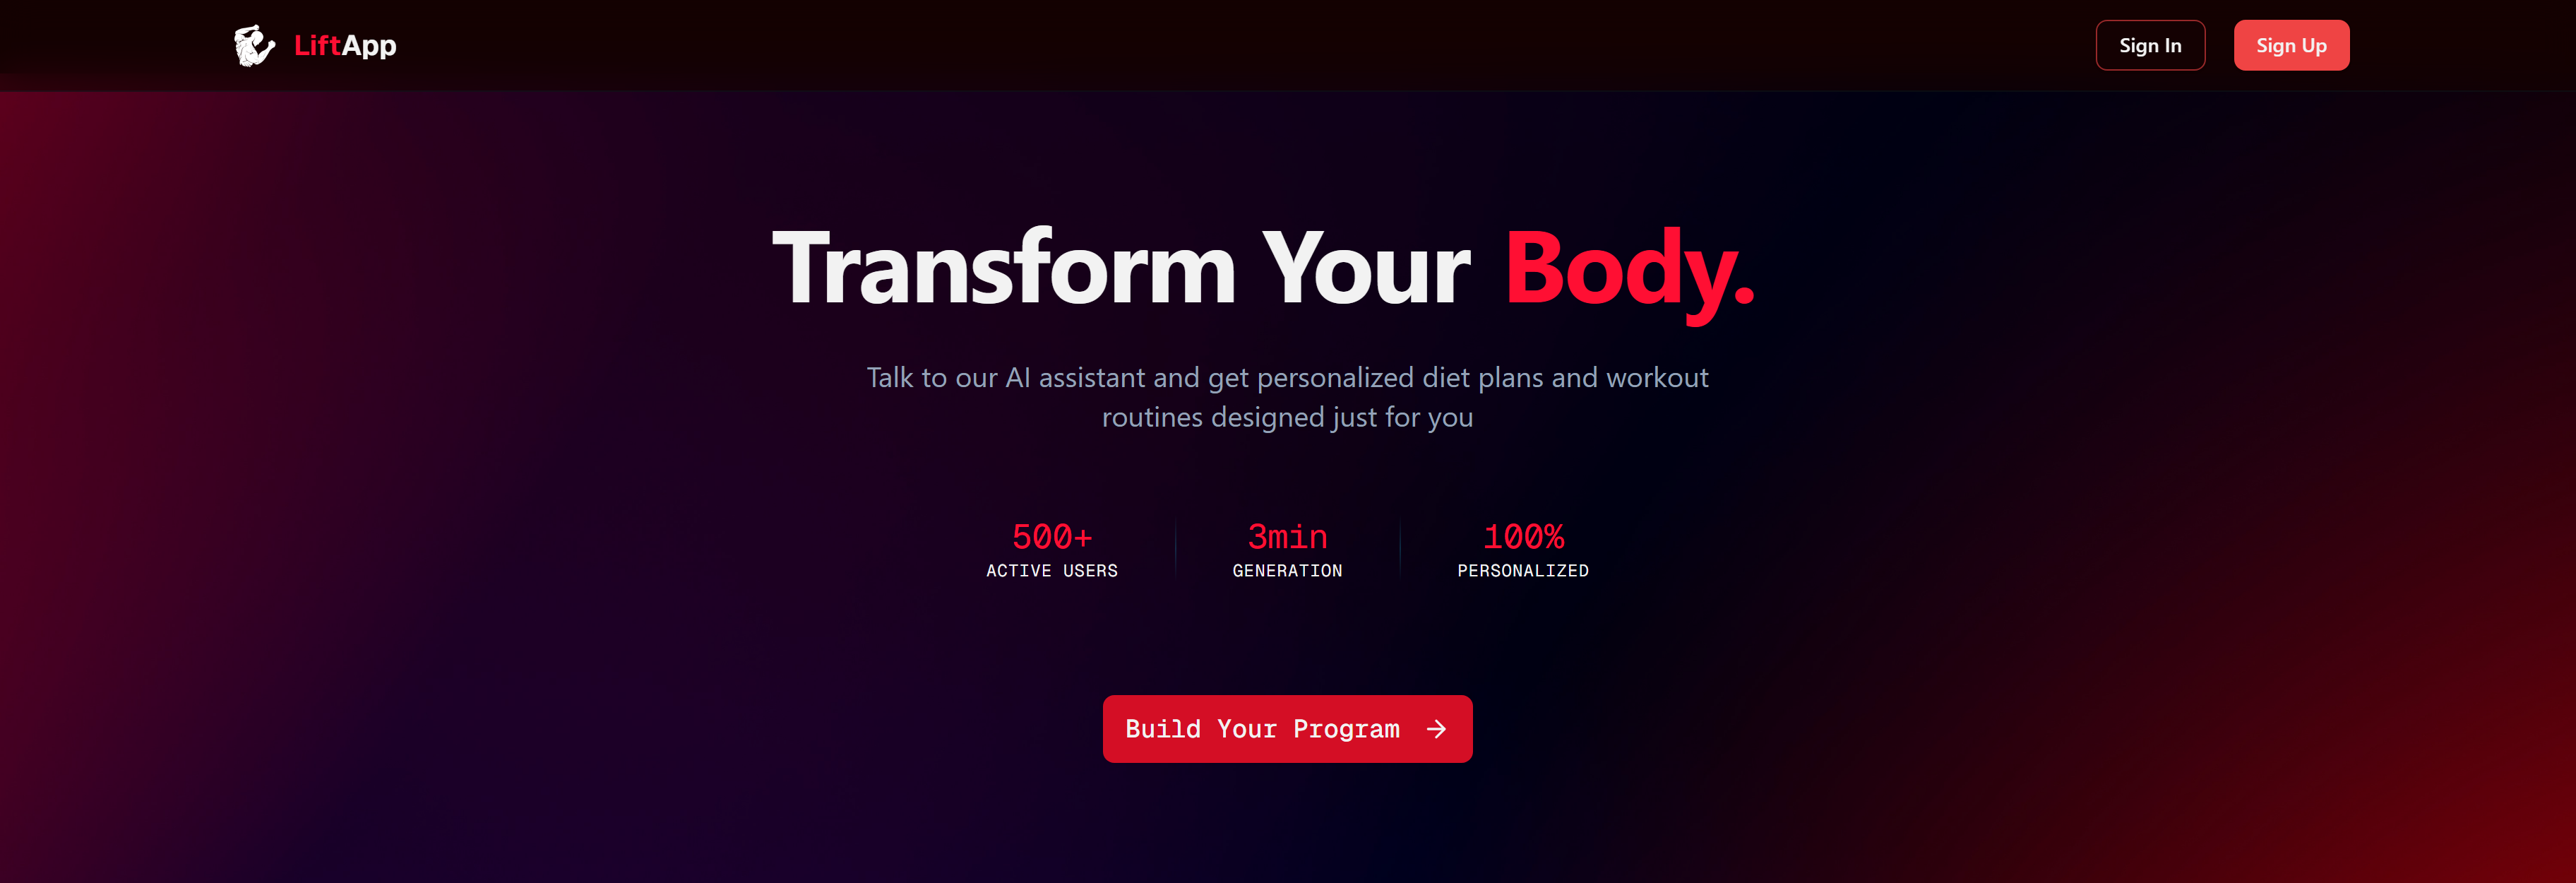 LiftApp
Sign In
Sign Up
Transform Your Body.
Talk to our AI assistant and get personalized diet plans and workout
routines designed just for you
500+
ACTIVE USERS
3min
GENERATION
100%
PERSONALIZED
Build Your Program →